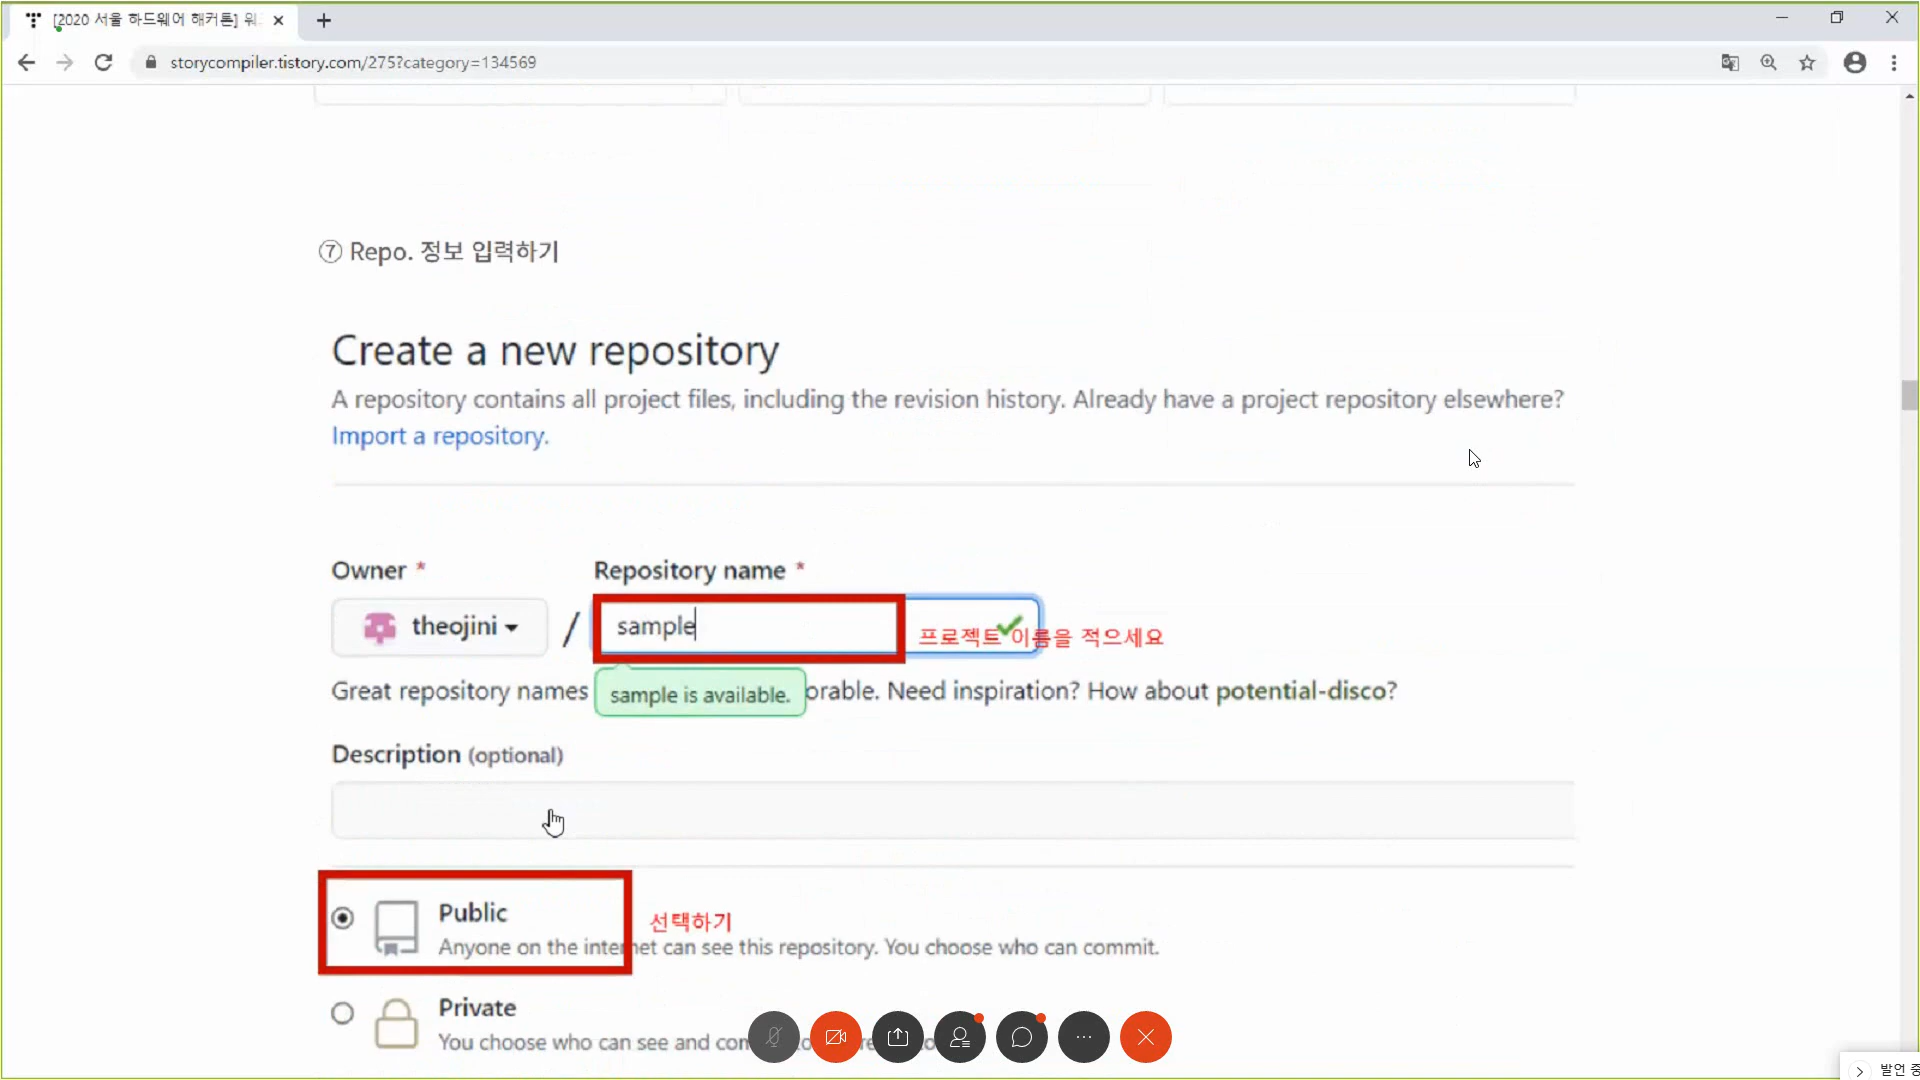 [2020 서울 하드웨어 해커톤] 워
storycompiler.tistory.com/275?category=134569
⑦ Repo. 정보 입력하기
Create a new repository
A repository contains all project files, including the revision history. Already have a project repository elsewhere?
Import a repository.
Owner *
Repository name *
theojini
/
sample
프로젝트 이름을 적으세요
Great repository names
sample is available.
orable. Need inspiration? How about potential-disco?
Description (optional)
Public
선택하기
Anyone on the internet can see this repository. You choose who can commit.
Private
You choose who can see and com
발언 중